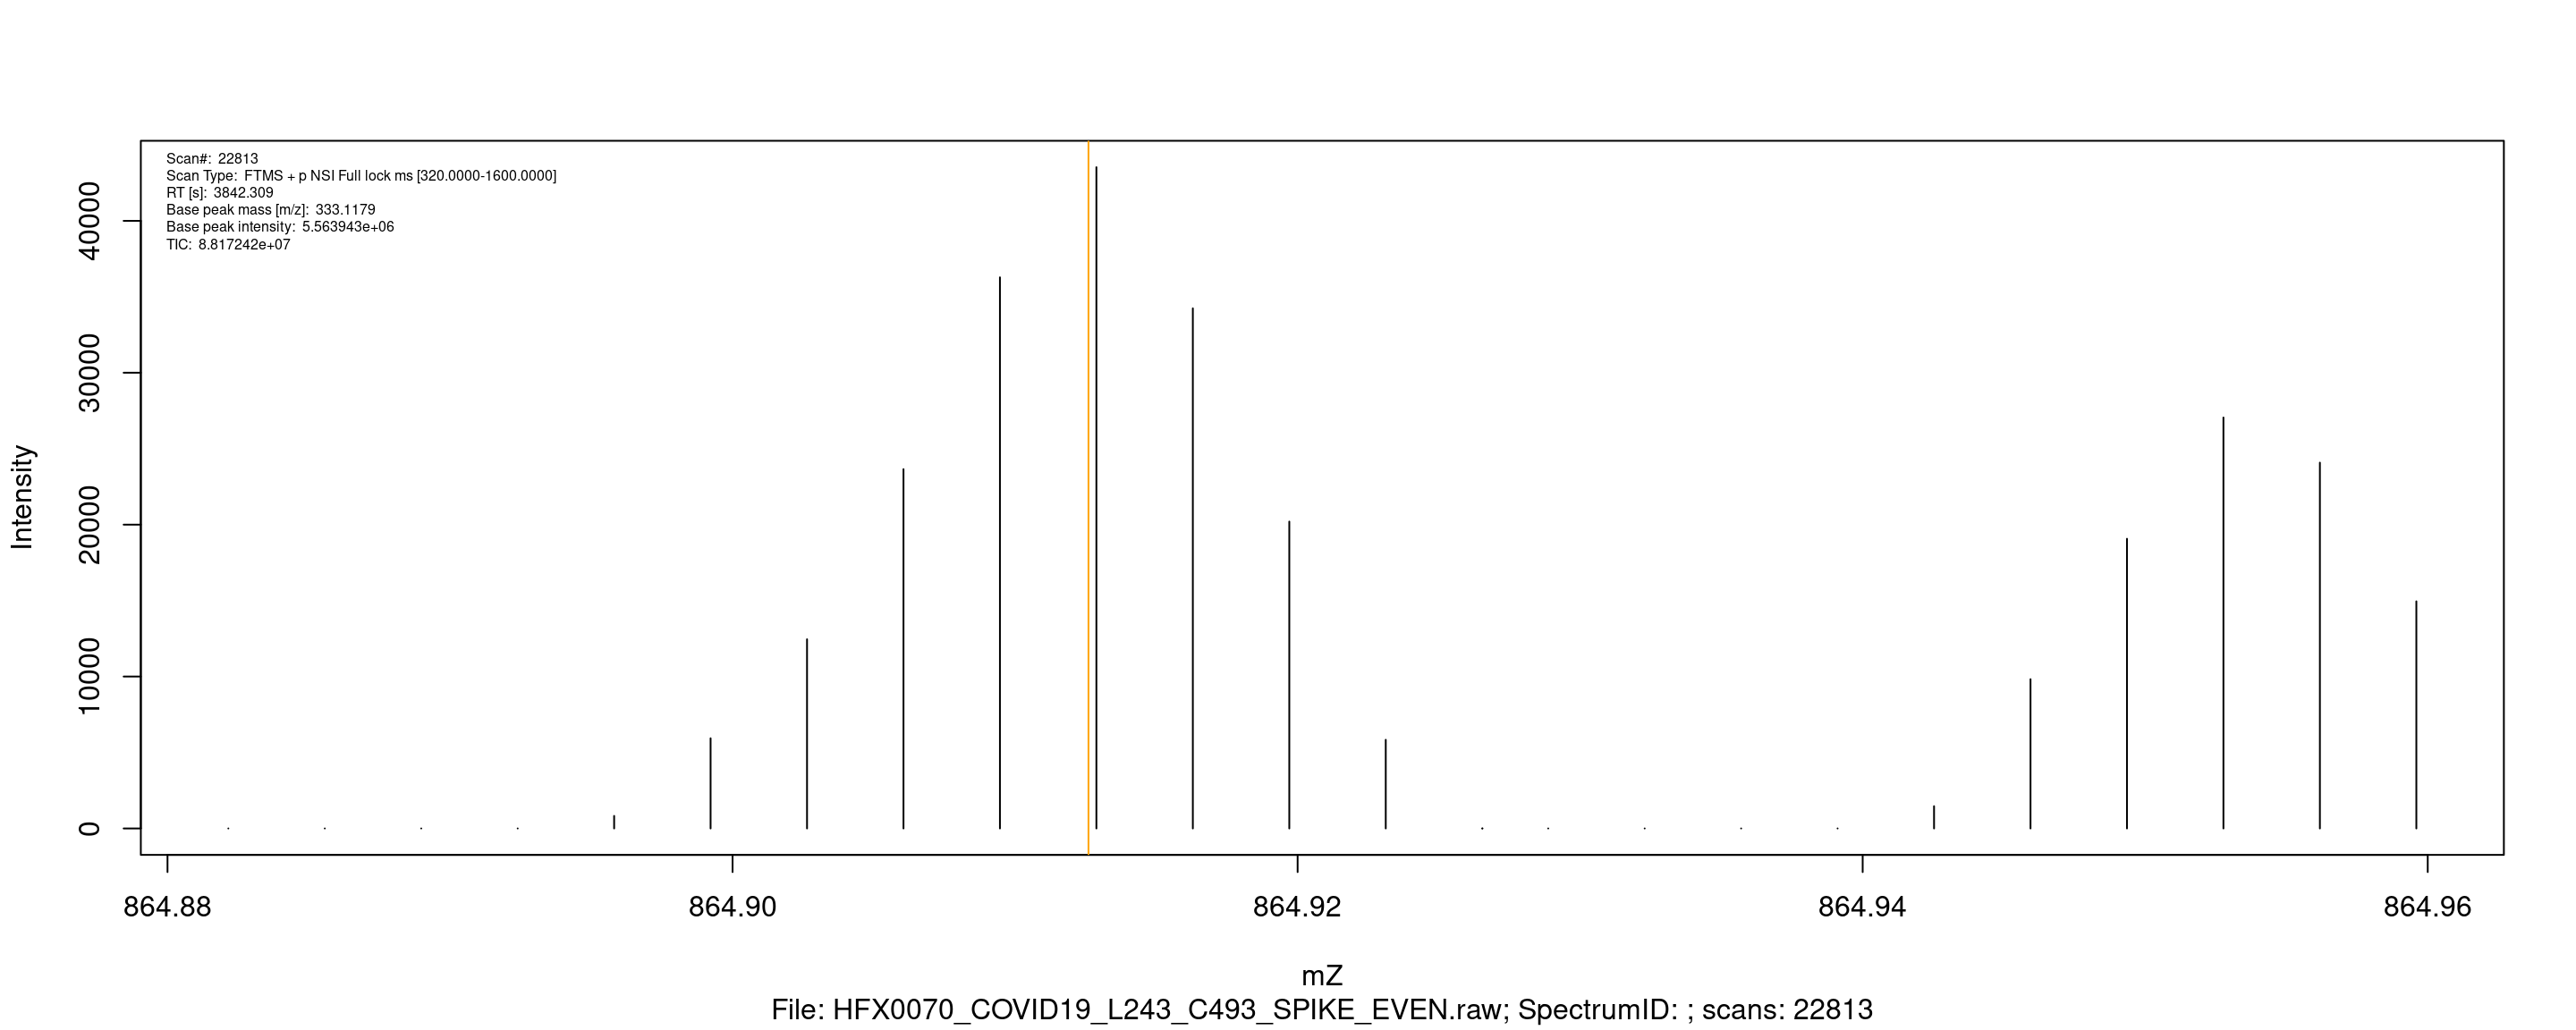 Scan#: 22813
Scan Type: FTMS + p NSI Full lock ms [320.0000-1600.0000]
RT [s]: 3842.309
Base peak mass [m/z]: 333.1179
Base peak intensity: 5.563943e+06
TIC: 8.817242e+07
Intensity
40000
30000
20000
10000
0
864.88 864.90 864.92 864.94 864.96
mZ
File: HFX0070_COVID19_L243_C493_SPIKE_EVEN.raw; SpectrumID: ; scans: 22813